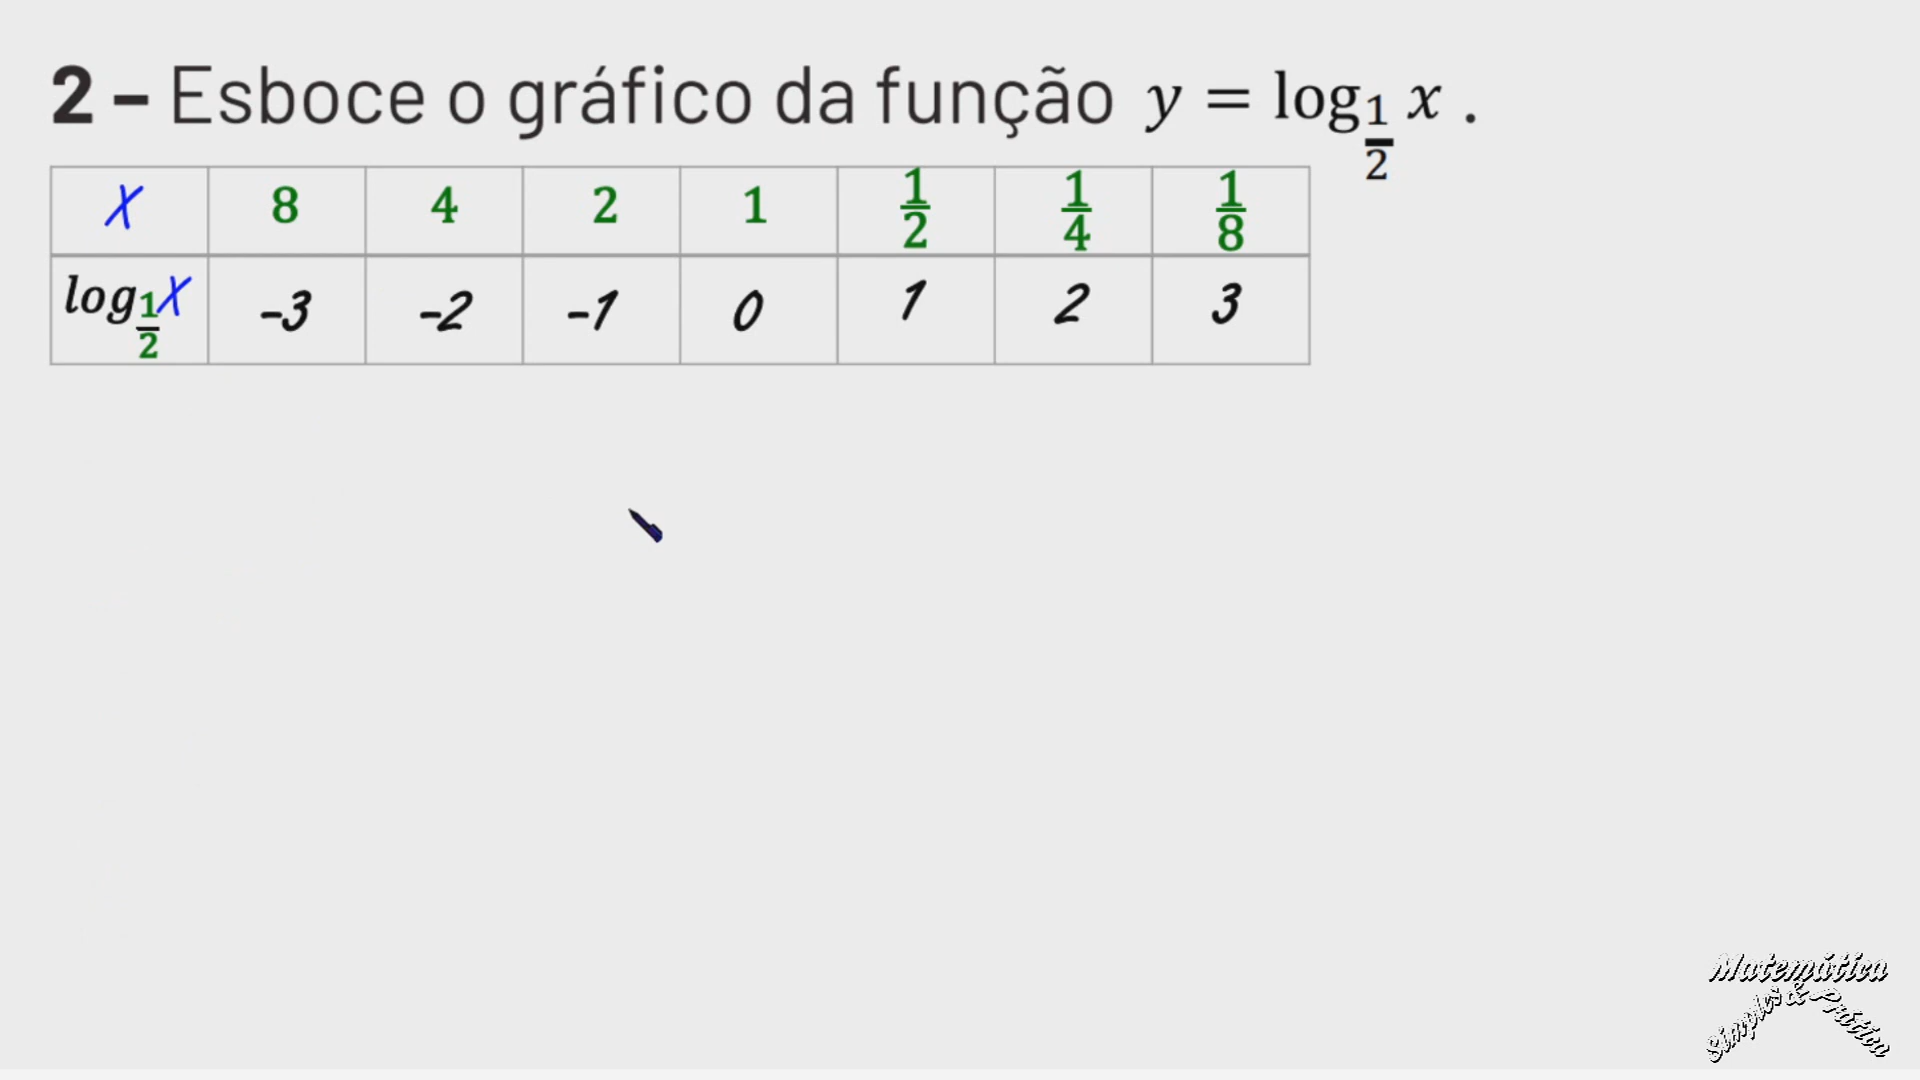 2 – Esboce o gráfico da função y = log_{1/2} x .
X 8 4 2 1 1/2 1/4 1/8
log_{1/2} X -3 -2 -1 0 1 2 3
Matemática
Simples & Prática